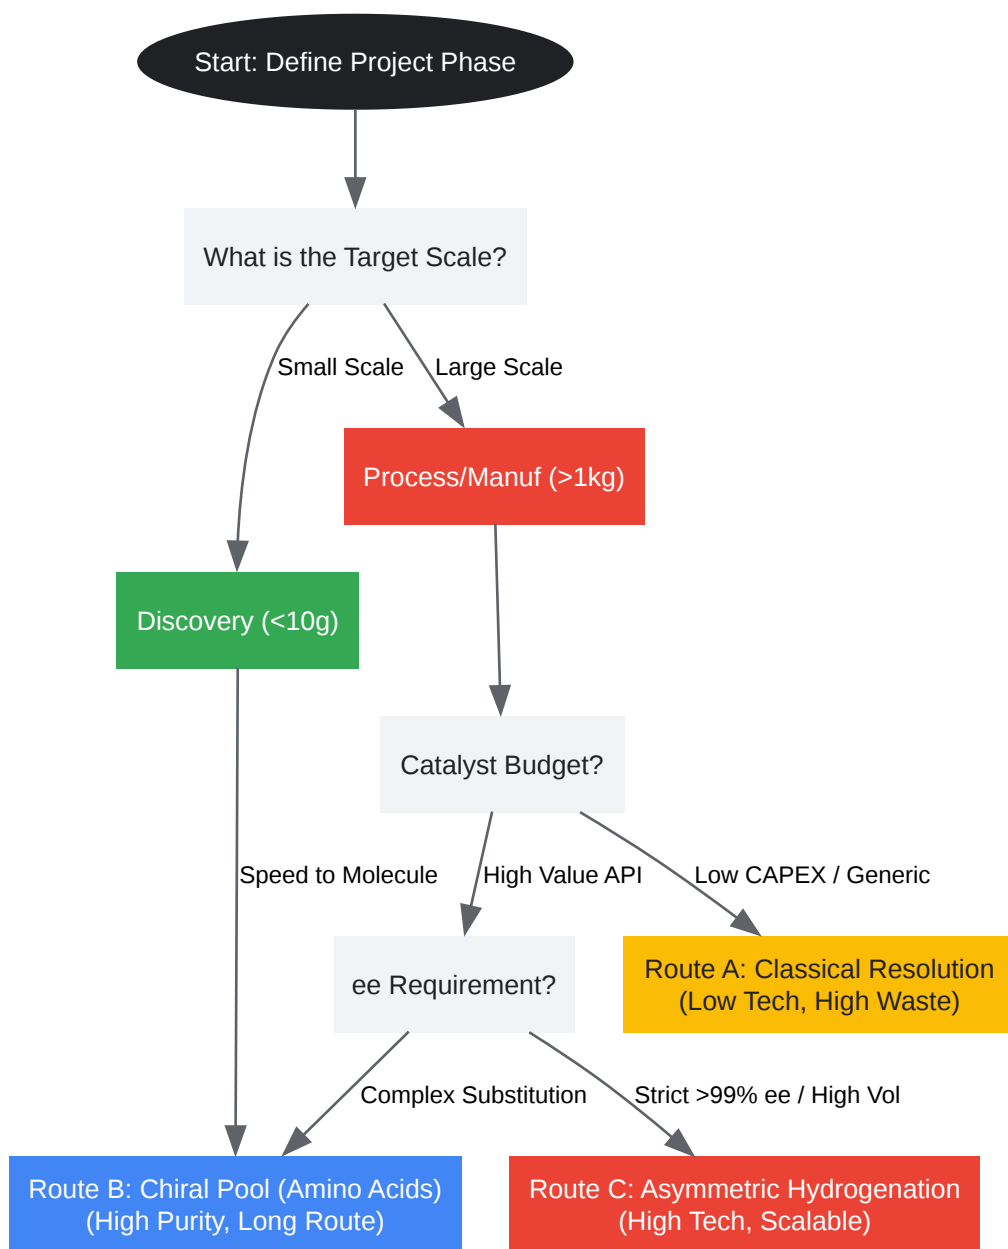 Start: Define Project Phase
What is the Target Scale?
Small Scale
Large Scale
Process/Manuf (>1kg)
Discovery (<10g)
Catalyst Budget?
Speed to Molecule
High Value API
Low CAPEX / Generic
ee Requirement?
Route A: Classical Resolution
(Low Tech, High Waste)
Complex Substitution
Strict >99% ee / High Vol
Route B: Chiral Pool (Amino Acids)
(High Purity, Long Route)
Route C: Asymmetric Hydrogenation
(High Tech, Scalable)